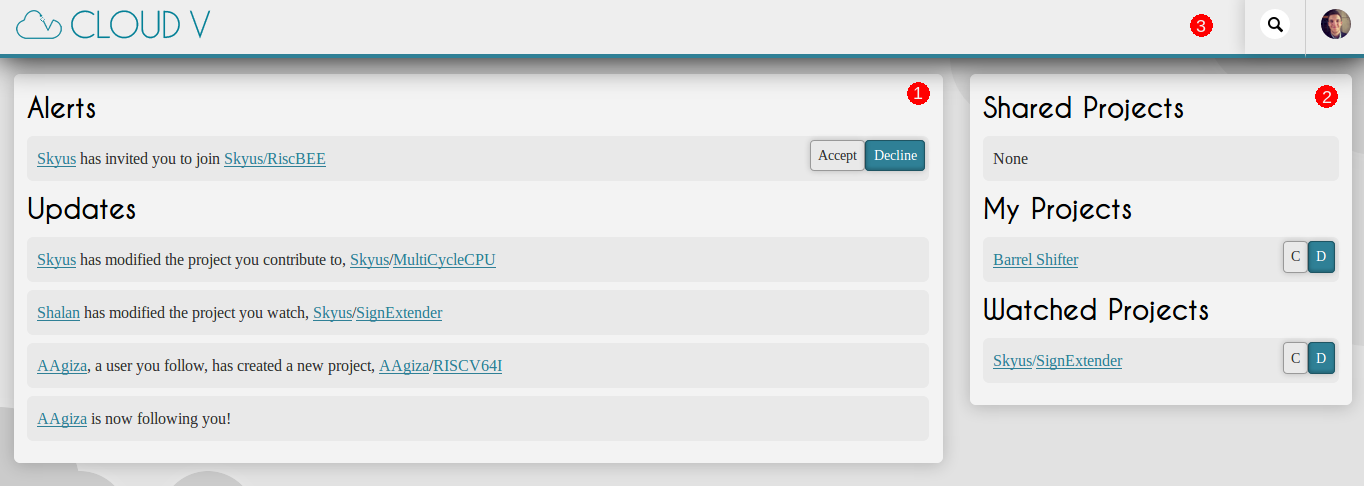 CLOUD V
3
Alerts
1
Skyus has invited you to join Skyus/RiscBEE
Accept
Decline
Updates
Skyus has modified the project you contribute to, Skyus/MultiCycleCPU
Shalan has modified the project you watch, Skyus/SignExtender
AAgiza, a user you follow, has created a new project, AAgiza/RISCV64I
AAgiza is now following you!
Shared Projects
2
None
My Projects
Barrel Shifter
C
D
Watched Projects
Skyus/SignExtender
C
D